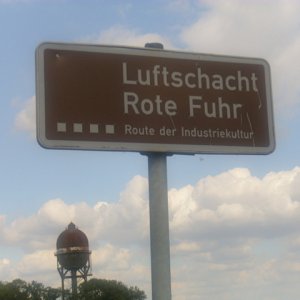 Luftschacht
Rote Fuhr
Route der Industriekultur